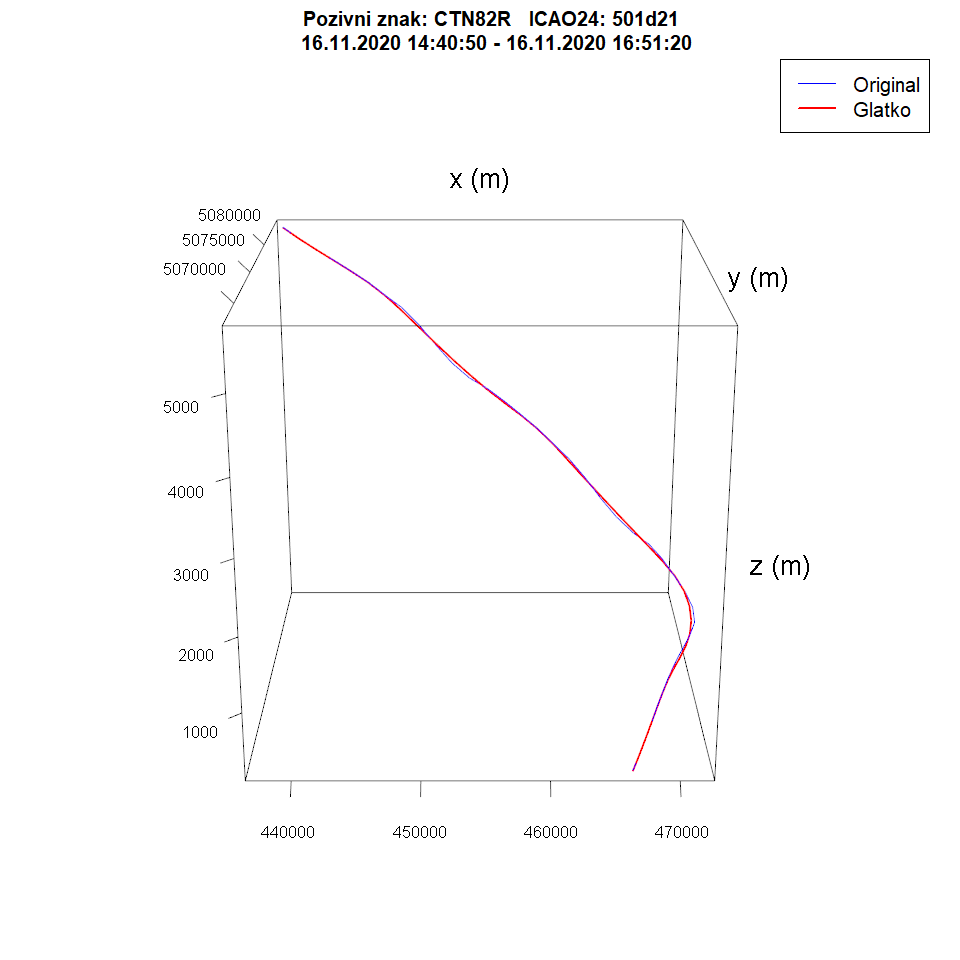 Pozivni znak: CTN82R   ICAO24: 501d21
16.11.2020 14:40:50 - 16.11.2020 16:51:20
Original
Glatko
x (m)
5080000
5075000
5070000
y (m)
5000
4000
3000
z (m)
2000
1000
440000
450000
460000
470000